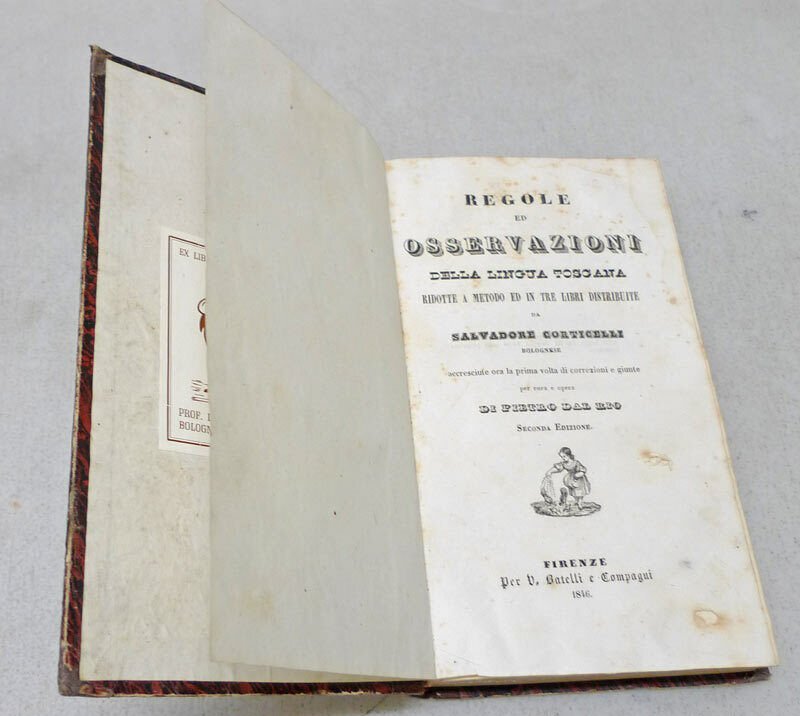 EX LIB
PROF.
BOLOGN
REGOLE
ED
OSSERVAZIONI
DELLA LINGUA TOSCANA
RIDOTTE A METODO ED IN TRE LIBRI DISTRIBUITE
DA
SALVADORE CORTICELLI
BOLOGNESE
accresciute ora la prima volta di correzioni e giunte
per cura e opera
DI PIETRO DAL RIO
SECONDA EDIZIONE.
FIRENZE
Per V. Batelli e Compagni
1846.